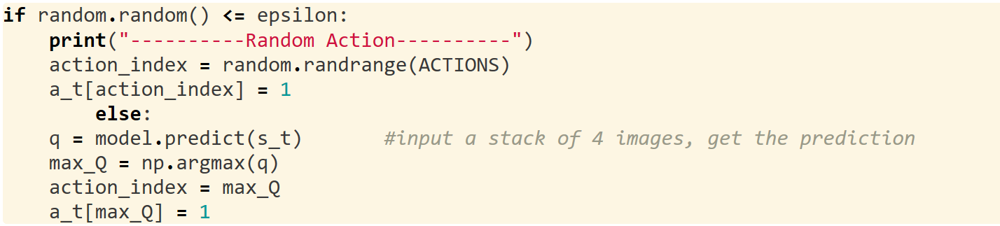 if random.random() <= epsilon:
    print("----------Random Action----------")
    action_index = random.randrange(ACTIONS)
    a_t[action_index] = 1
        else:
    q = model.predict(s_t)       #input a stack of 4 images, get the prediction
    max_Q = np.argmax(q)
    action_index = max_Q
    a_t[max_Q] = 1